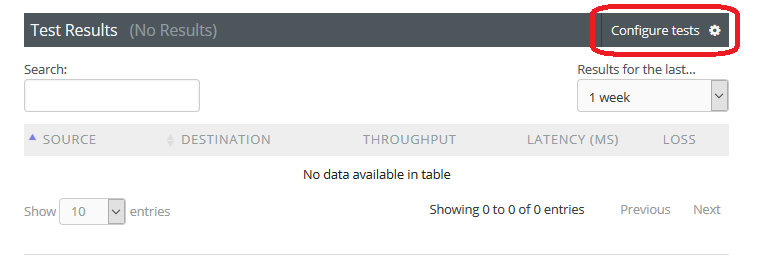 Test Results (No Results) Configure tests
Search: Results for the last...
1 week
SOURCE DESTINATION THROUGHPUT LATENCY (MS) LOSS
No data available in table
Show 10 entries Showing 0 to 0 of 0 entries Previous Next